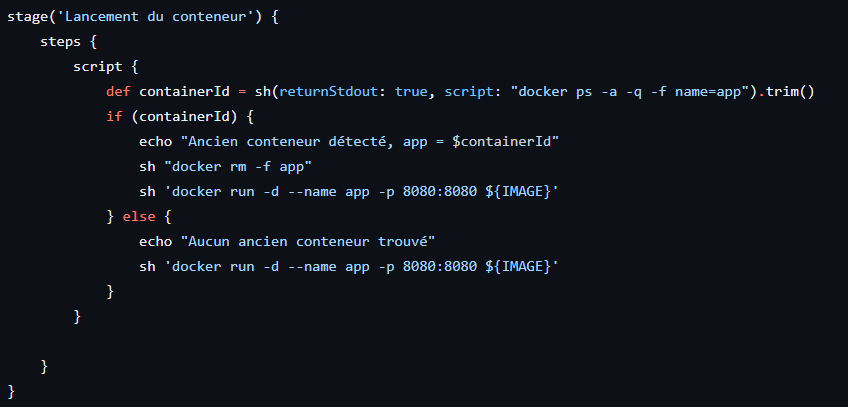 stage('Lancement du conteneur') {
    steps {
        script {
            def containerId = sh(returnStdout: true, script: "docker ps -a -q -f name=app").trim()
            if (containerId) {
                echo "Ancien conteneur détecté, app = $containerId"
                sh "docker rm -f app"
                sh 'docker run -d --name app -p 8080:8080 ${IMAGE}'
            } else {
                echo "Aucun ancien conteneur trouvé"
                sh 'docker run -d --name app -p 8080:8080 ${IMAGE}'
            }
        }

    }
}